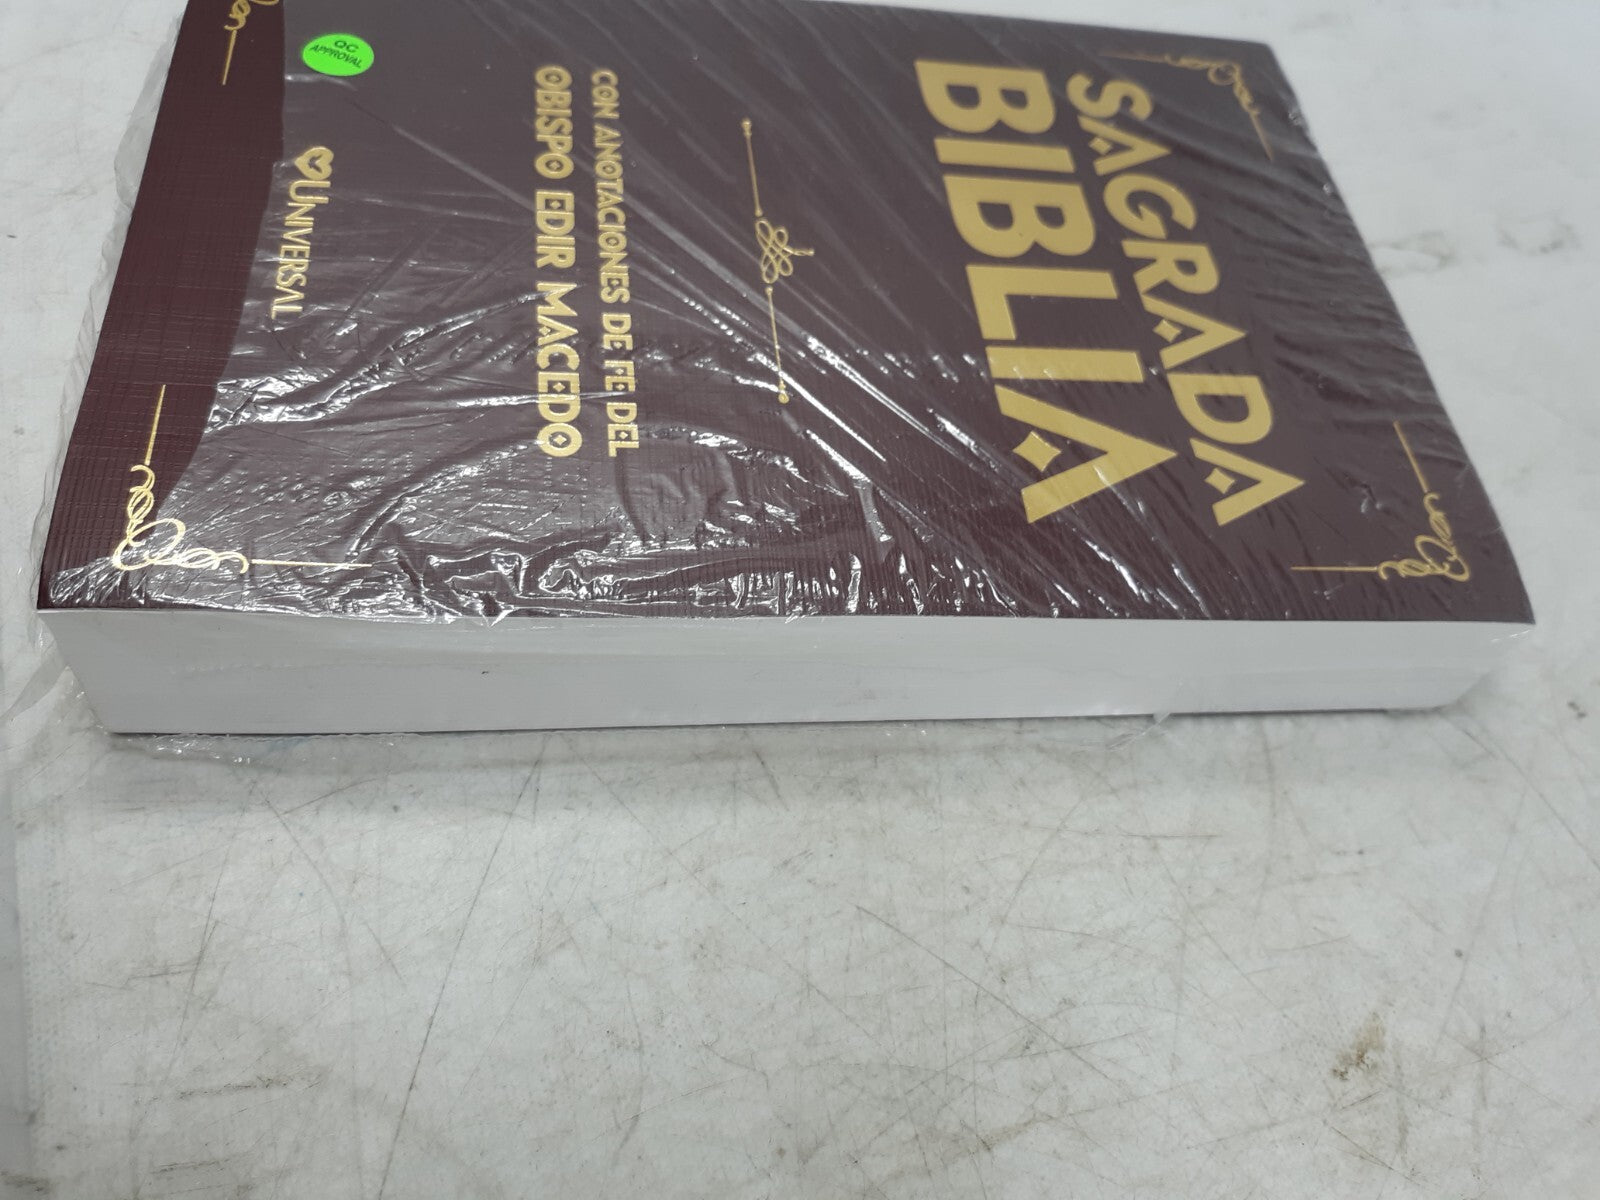 SAGRADA
BIBLIA
CON ANOTACIONES DE FE DEL
OBISPO EDIR MACEDO
UNIVERSAL
QC
APPROVAL